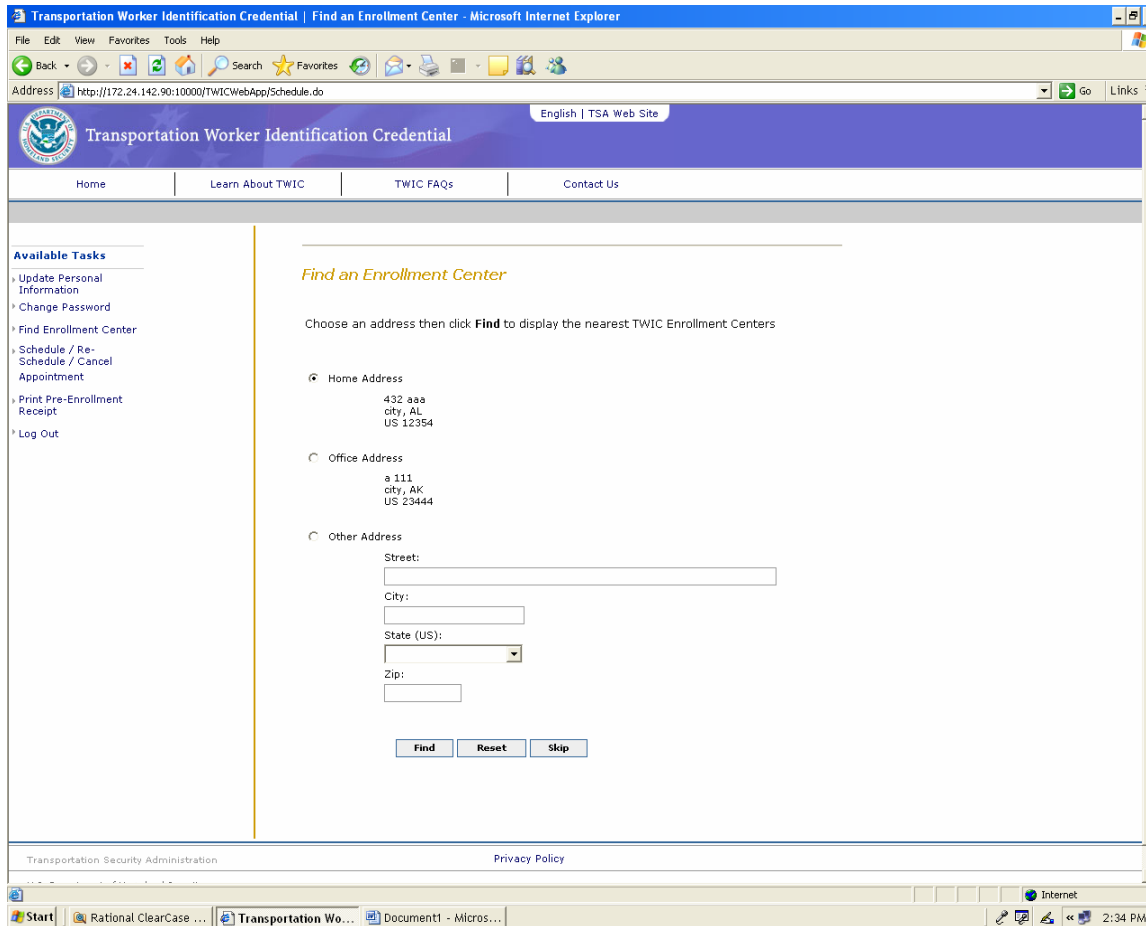 Transportation Worker Identification Credential | Find an Enrollment Center - Microsoft Internet Explorer
File Edit View Favorites Tools Help
Back Search Favorites
Address http://172.24.142.90:10000/TWICWebApp/Schedule.do Go Links
English | TSA Web Site
U.S. DEPARTMENT OF HOMELAND SECURITY
Transportation Worker Identification Credential
Home Learn About TWIC TWIC FAQs Contact Us
Available Tasks
Update Personal
Information
Change Password
Find Enrollment Center
Schedule / Re-
Schedule / Cancel
Appointment
Print Pre-Enrollment
Receipt
Log Out
Find an Enrollment Center
Choose an address then click Find to display the nearest TWIC Enrollment Centers
Home Address
432 aaa
city, AL
US 12354
Office Address
a 111
city, AK
US 23444
Other Address
Street:
City:
State (US):
Zip:
Find Reset Skip
Transportation Security Administration Privacy Policy
Internet
Start Rational ClearCase ... Transportation Wo... Document1 - Micros... 2:34 PM